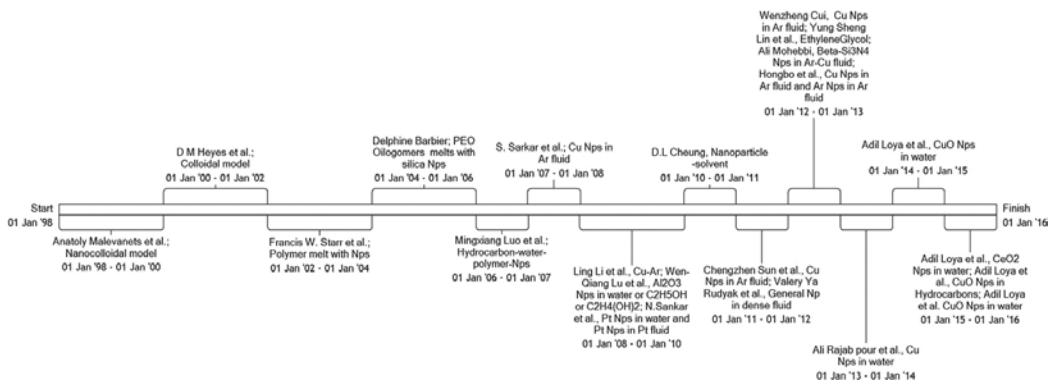 Wenzheng Cui, Cu Nps
in Ar fluid; Yung Sheng
Lin et al., EthyleneGlycol;
Ali Mohebbi, Beta-Si3N4
Nps in Ar-Cu fluid;
Hongbo et al., Cu Nps in
Ar fluid and Ar Nps in Ar
fluid
01 Jan '12 - 01 Jan '13
D M Heyes et al.;
Colloidal model
01 Jan '00 - 01 Jan '02
Delphine Barbier; PEO
Oilogomers melts with
silica Nps
01 Jan '04 - 01 Jan '06
S. Sarkar et al.; Cu Nps in
Ar fluid
01 Jan '07 - 01 Jan '08
D.L Cheung, Nanoparticle
-solvent
01 Jan '10 - 01 Jan '11
Adil Loya et al., CuO Nps
in water
01 Jan '14 - 01 Jan '15
Start
01 Jan '98
Finish
01 Jan '16
Anatoly Malevanets et al.;
Nanocolloidal model
01 Jan '98 - 01 Jan '00
Francis W. Starr et al.;
Polymer melt with Nps
01 Jan '02 - 01 Jan '04
Mingxiang Luo et al.;
Hydrocarbon-water-
polymer-Nps
01 Jan '06 - 01 Jan '07
Ling Li et al., Cu-Ar; Wen-
Qiang Lu et al., Al2O3
Nps in water or C2H5OH
or C2H4(OH)2; N.Sankar
et al., Pt Nps in water and
Pt Nps in Pt fluid
01 Jan '08 - 01 Jan '10
Chengzhen Sun et al., Cu
Nps in Ar fluid; Valery Ya
Rudyak et al., General Np
in dense fluid
01 Jan '11 - 01 Jan '12
Ali Rajab pour et al., Cu
Nps in water
01 Jan '13 - 01 Jan '14
Adil Loya et al., CeO2
Nps in water; Adil Loya et
al., CuO Nps in
Hydrocarbons; Adil Loya
et al. CuO Nps in water
01 Jan '15 - 01 Jan '16